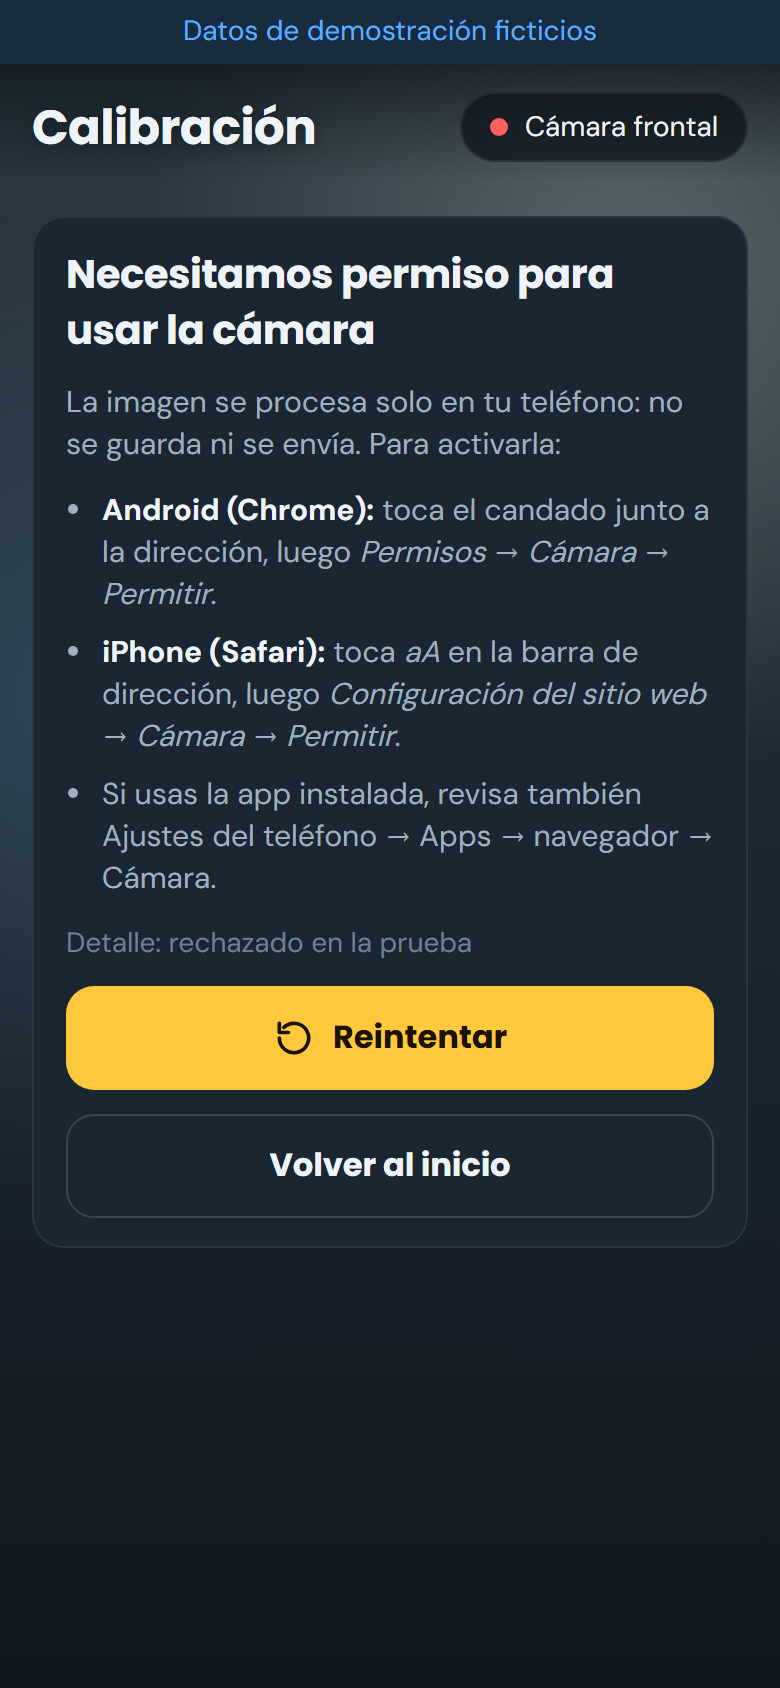 Datos de demostración ficticios
Calibración
Cámara frontal
Necesitamos permiso para
usar la cámara
La imagen se procesa solo en tu teléfono: no
se guarda ni se envía. Para activarla:
• Android (Chrome): toca el candado junto a
la dirección, luego Permisos → Cámara →
Permitir.
• iPhone (Safari): toca aA en la barra de
dirección, luego Configuración del sitio web
→ Cámara → Permitir.
• Si usas la app instalada, revisa también
Ajustes del teléfono → Apps → navegador →
Cámara.
Detalle: rechazado en la prueba
Reintentar
Volver al inicio